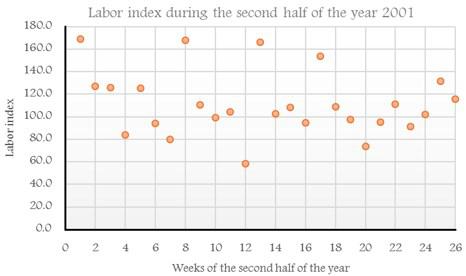 Labor index during the second half of the year 2001
180.0
160.0
140.0
120.0
100.0
80.0
60.0
40.0
20.0
0.0
Labor index
0 2 4 6 8 10 12 14 16 18 20 22 24 26
Weeks of the second half of the year